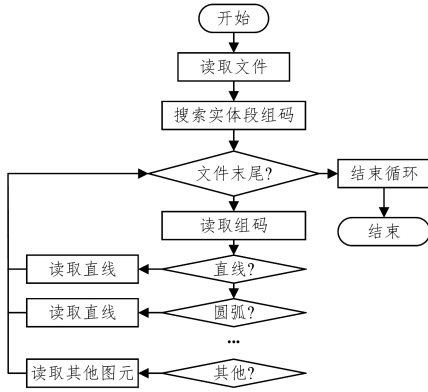 开始
读取文件
搜索实体段组码
文件末尾?
结束循环
读取组码
结束
读取直线
直线?
读取直线
圆弧?
...
读取其他图元
其他?